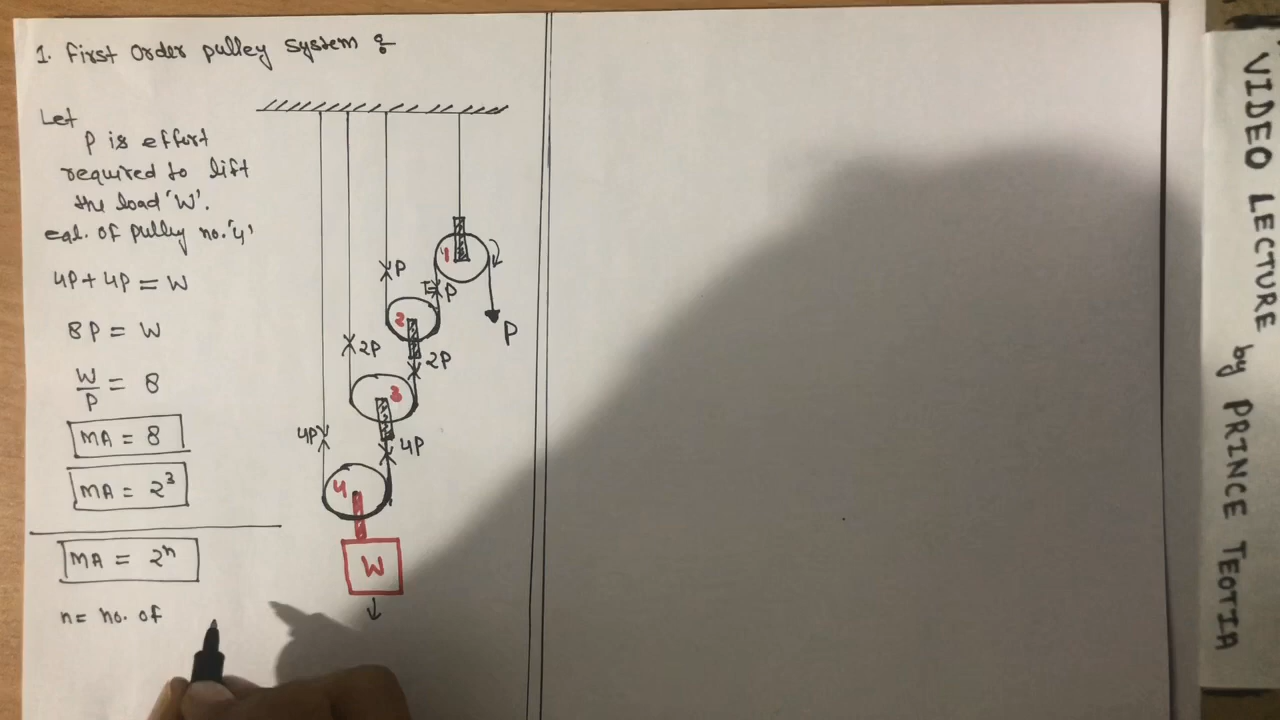 1. First Order pulley system :-
Let
P is effort
required to lift
the load 'W'.
eql. of pulley no. '4'
4P + 4P = W
8P = W
W/P = 8
MA = 8
MA = 2³
MA = 2ⁿ
n = no. of
1
P
P
P
2
2P
2P
3
4P
4P
4
W
VIDEO LECTURE by PRINCE TEOTIA